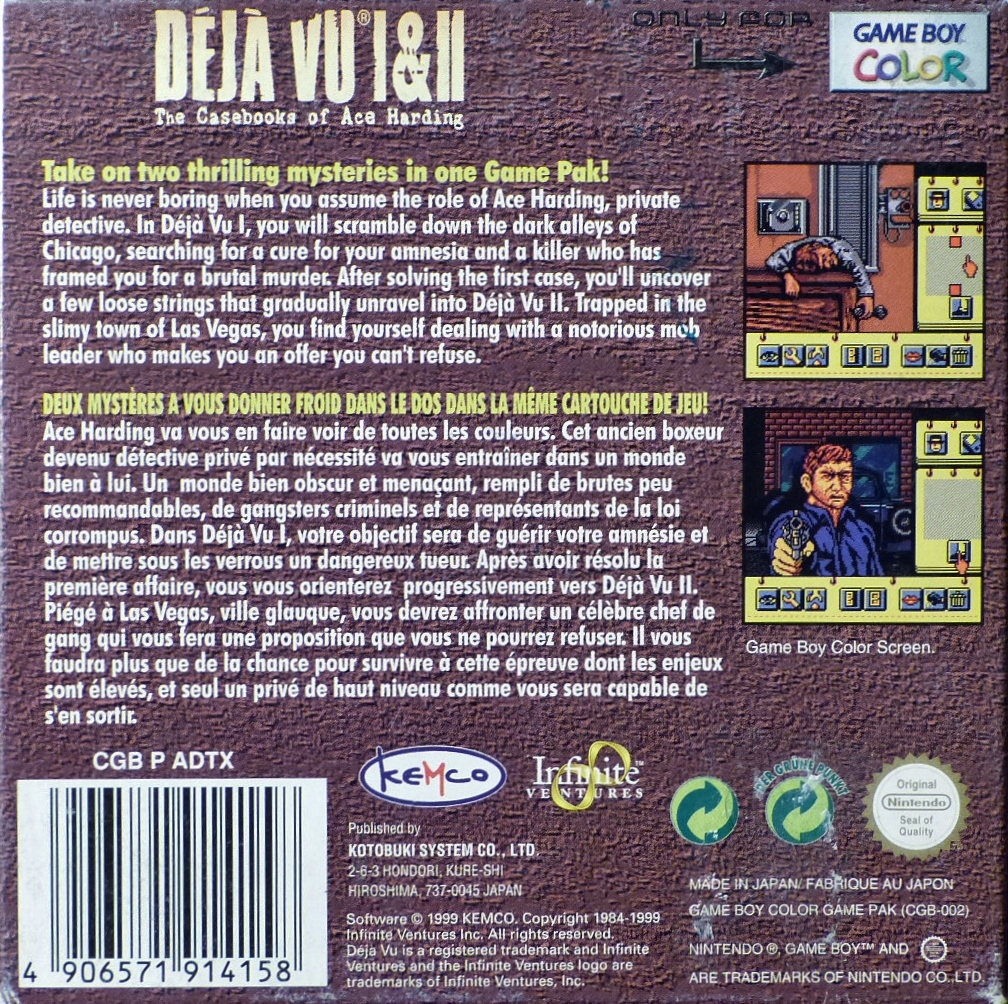 DÉJÀ VU® I & II
The Casebooks of Ace Harding
ONLY FOR
GAME BOY
COLOR
Take on two thrilling mysteries in one Game Pak!
Life is never boring when you assume the role of Ace Harding, private
detective. In Déjà Vu I, you will scramble down the dark alleys of
Chicago, searching for a cure for your amnesia and a killer who has
framed you for a brutal murder. After solving the first case, you'll uncover
a few loose strings that gradually unravel into Déjà Vu II. Trapped in the
slimy town of Las Vegas, you find yourself dealing with a notorious mob
leader who makes you an offer you can't refuse.
DEUX MYSTÈRES A VOUS DONNER FROID DANS LE DOS DANS LA MÊME CARTOUCHE DE JEU!
Ace Harding va vous en faire voir de toutes les couleurs. Cet ancien boxeur
devenu détective privé par nécessité va vous entraîner dans un monde
bien à lui. Un monde bien obscur et menaçant, rempli de brutes peu
recommandables, de gangsters criminels et de représentants de la loi
corrompus. Dans Déjà Vu I, votre objectif sera de guérir votre amnésie et
de mettre sous les verrous un dangereux tueur. Après avoir résolu la
première affaire, vous vous orienterez progressivement vers Déjà Vu II.
Piégé à Las Vegas, ville glauque, vous devrez affronter un célèbre chef de
gang qui vous fera une proposition que vous ne pourrez refuser. Il vous
faudra plus que de la chance pour survivre à cette épreuve dont les enjeux
sont élevés, et seul un privé de haut niveau comme vous sera capable de
s'en sortir.
Game Boy Color Screen.
CGB P ADTX
4 906571 914158
KEMCO
Infinite™
VENTURES
Published by
KOTOBUKI SYSTEM CO., LTD.
2-6-3 HONDORI, KURE-SHI
HIROSHIMA, 737-0045 JAPAN
Software © 1999 KEMCO. Copyright 1984-1999
Infinite Ventures Inc. All rights reserved.
Déja Vu is a registered trademark and Infinite
Ventures and the Infinite Ventures logo are
trademarks of Infinite Ventures, Inc.
DER GRÜNE PUNKT
Original
Nintendo
Seal of
Quality
MADE IN JAPAN/ FABRIQUE AU JAPON
GAME BOY COLOR GAME PAK (CGB-002)
NINTENDO ®, GAME BOY™ AND
ARE TRADEMARKS OF NINTENDO CO.,LTD.